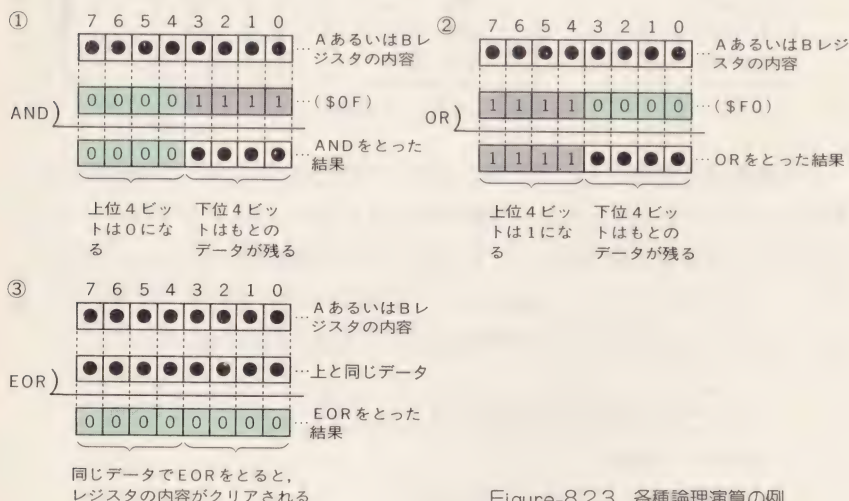 ①
7 6 5 4 3 2 1 0
…AあるいはBレ
ジスタの内容
AND)
0 0 0 0 1 1 1 1 …($0F)
0 0 0 0 …ANDをとった
結果
上位4ビッ
トは0にな
る
下位4ビッ
トはもとの
データが残る
②
7 6 5 4 3 2 1 0
…AあるいはBレジ
スタの内容
OR)
1 1 1 1 0 0 0 0 …($F0)
1 1 1 1 …ORをとった結果
上位4ビッ
トは1にな
る
下位4ビッ
トはもとの
データが残る
③
7 6 5 4 3 2 1 0
…AあるいはBレ
ジスタの内容
EOR)
…上と同じデータ
0 0 0 0 0 0 0 0 …EORをとった
結果
同じデータでEORをとると,
レジスタの内容がクリアされる
Figure-8.2.3 各種論理演算の例